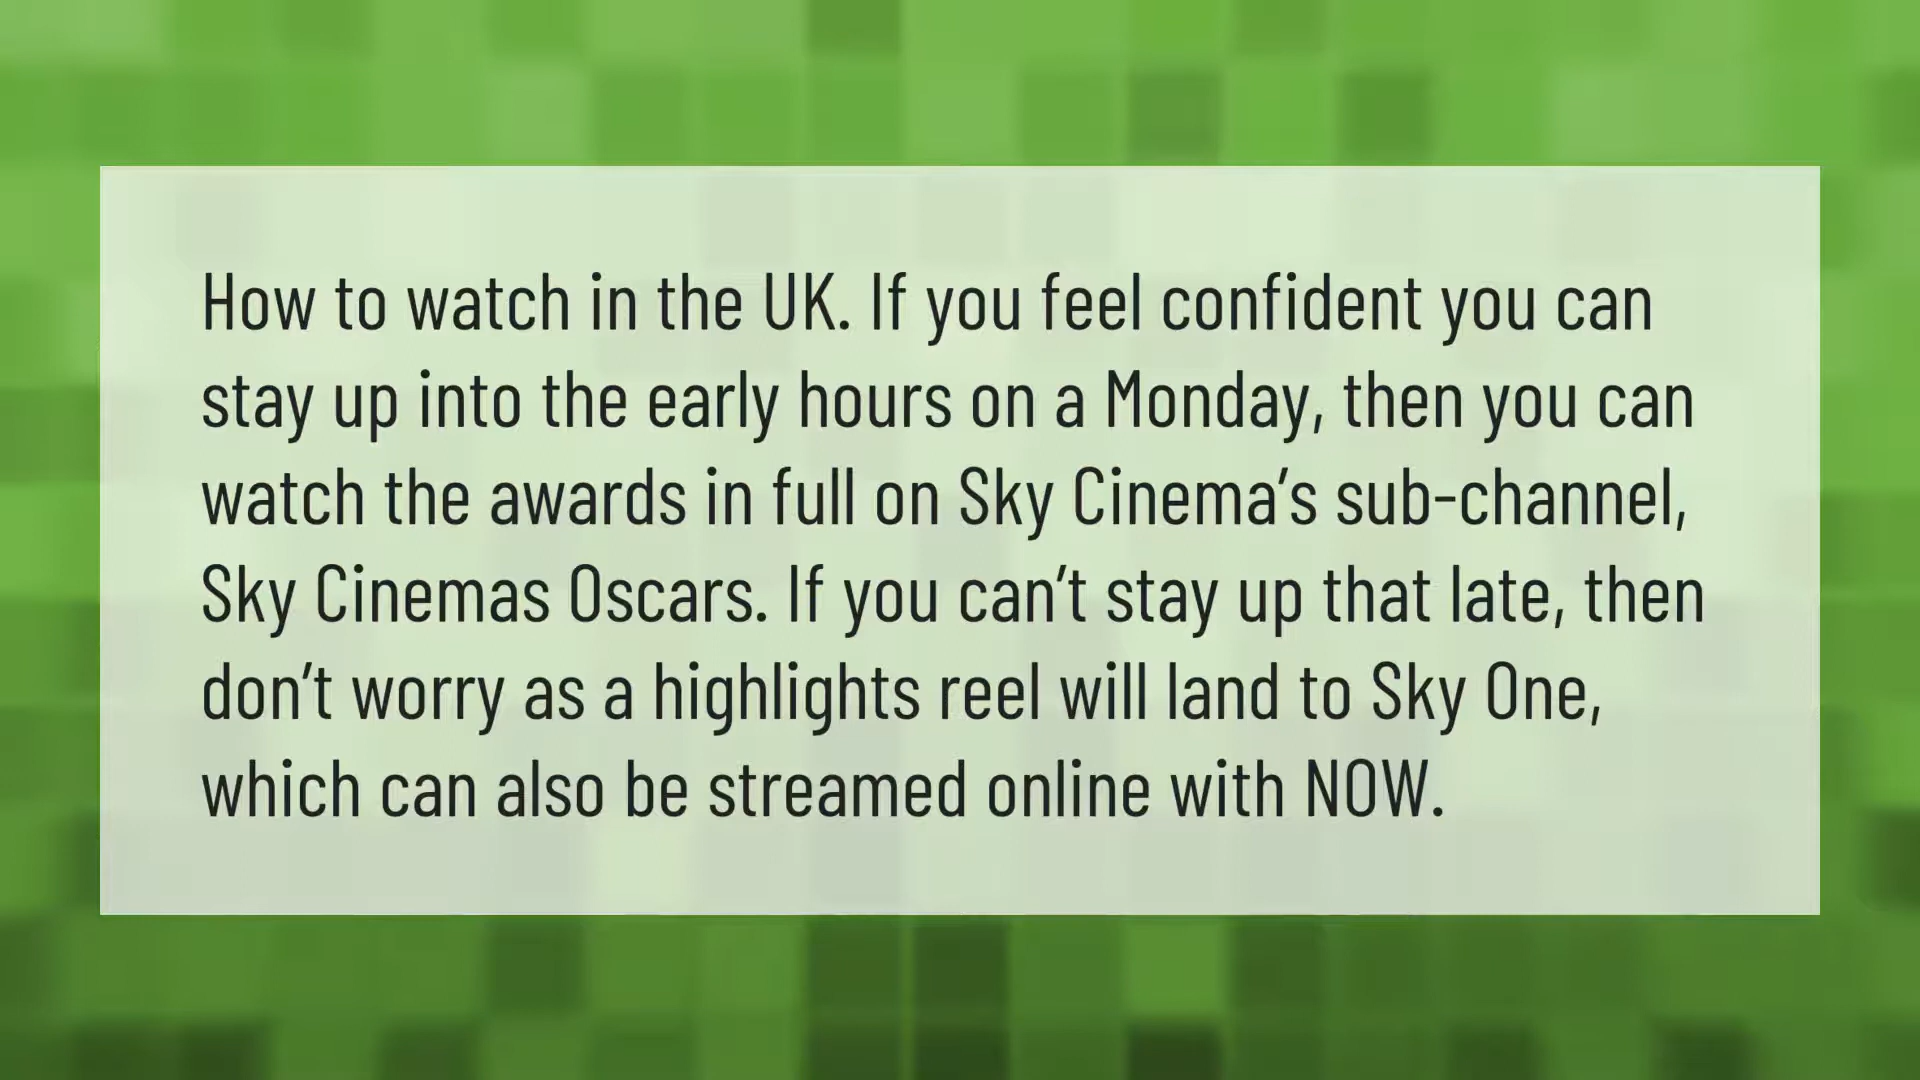 How to watch in the UK. If you feel confident you can
stay up into the early hours on a Monday, then you can
watch the awards in full on Sky Cinema’s sub-channel,
Sky Cinemas Oscars. If you can’t stay up that late, then
don’t worry as a highlights reel will land to Sky One,
which can also be streamed online with NOW.